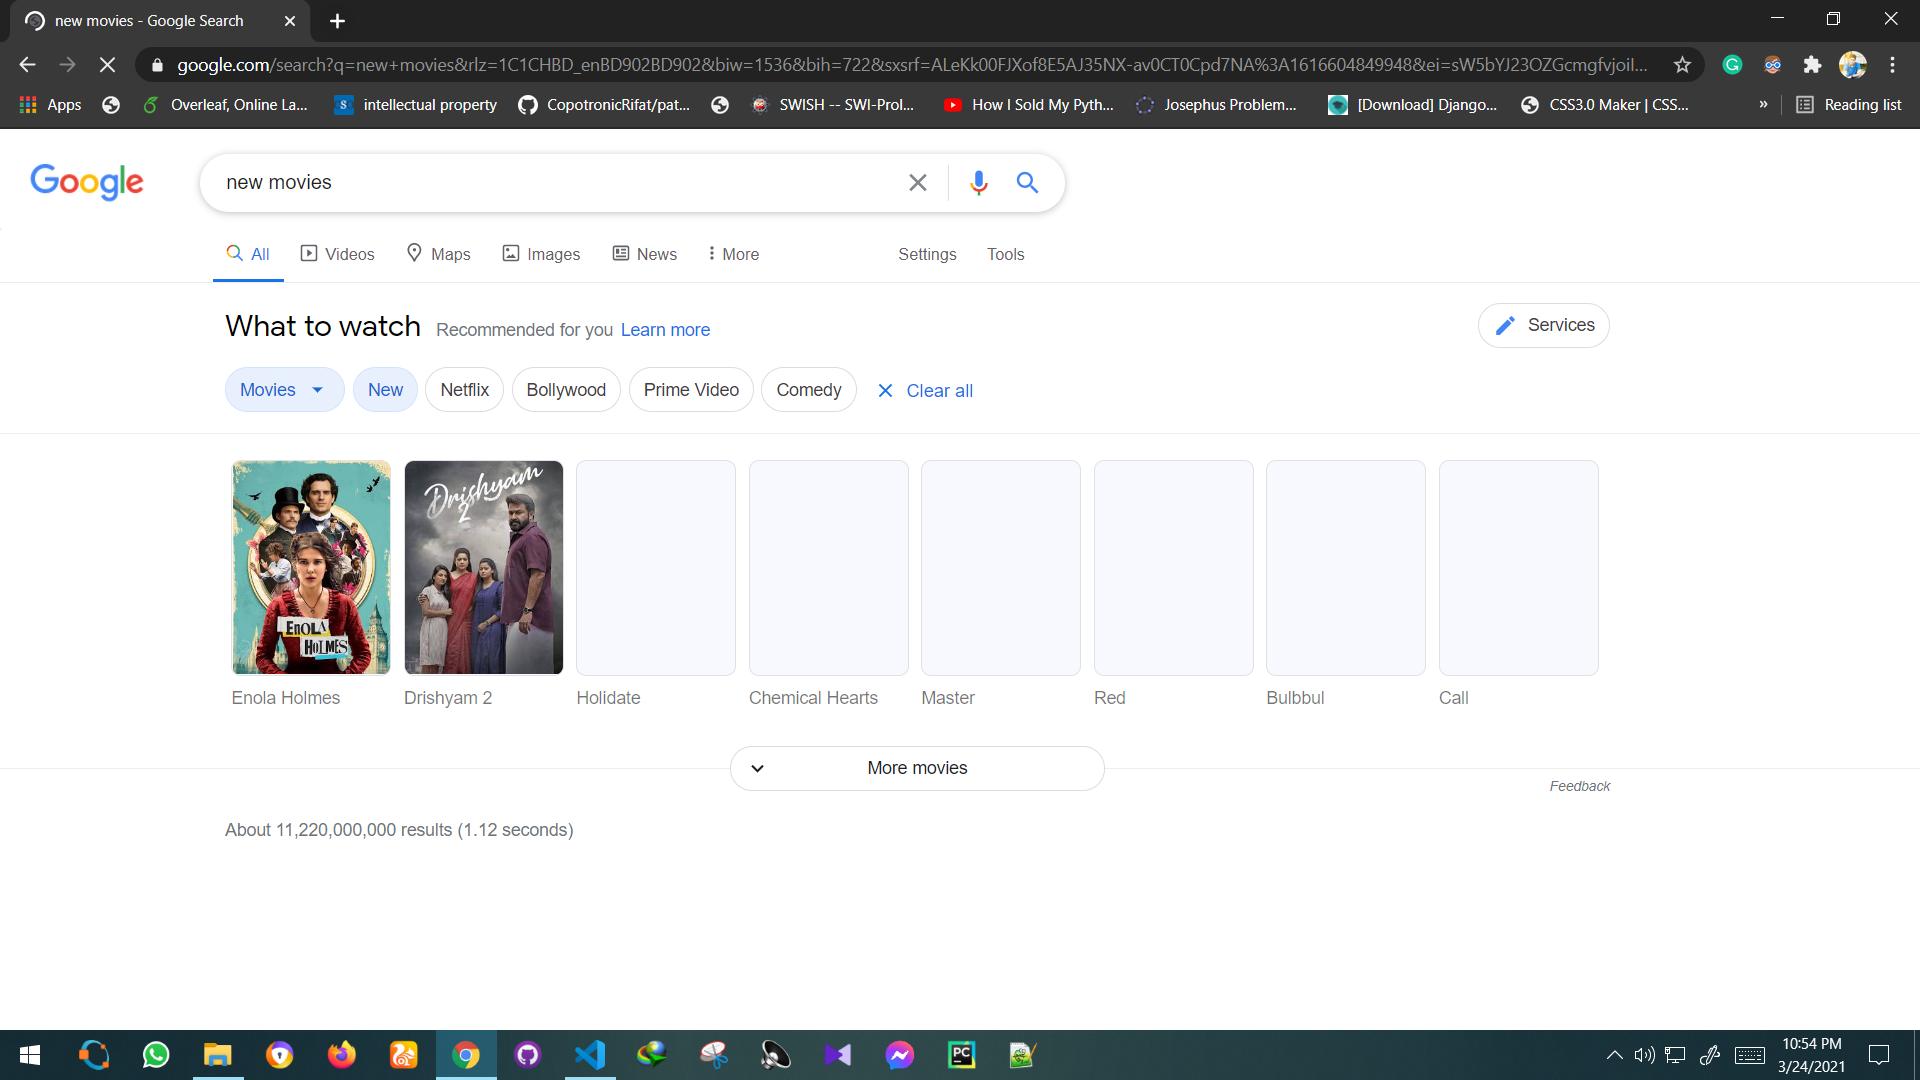 new movies - Google Search
google.com/search?q=new+movies&rlz=1C1CHBD_enBD902BD902&biw=1536&bih=722&sxsrf=ALeKk00FJXof8E5AJ35NX-av0CT0Cpd7NA%3A1616604849948&ei=sW5bYJ23OZGcmgfvjoil...
Apps Overleaf, Online La... S intellectual property CopotronicRifat/pat... SWISH -- SWI-Prol... How I Sold My Pyth... Josephus Problem... [Download] Django... CSS3.0 Maker | CSS... » Reading list
Google new movies
All Videos Maps Images News More Settings Tools
What to watch Recommended for you Learn more Services
Movies New Netflix Bollywood Prime Video Comedy Clear all
Drishyam
2
ENOLA
HOLMES
Enola Holmes Drishyam 2 Holidate Chemical Hearts Master Red Bulbbul Call
More movies
Feedback
About 11,220,000,000 results (1.12 seconds)
PC
10:54 PM
3/24/2021